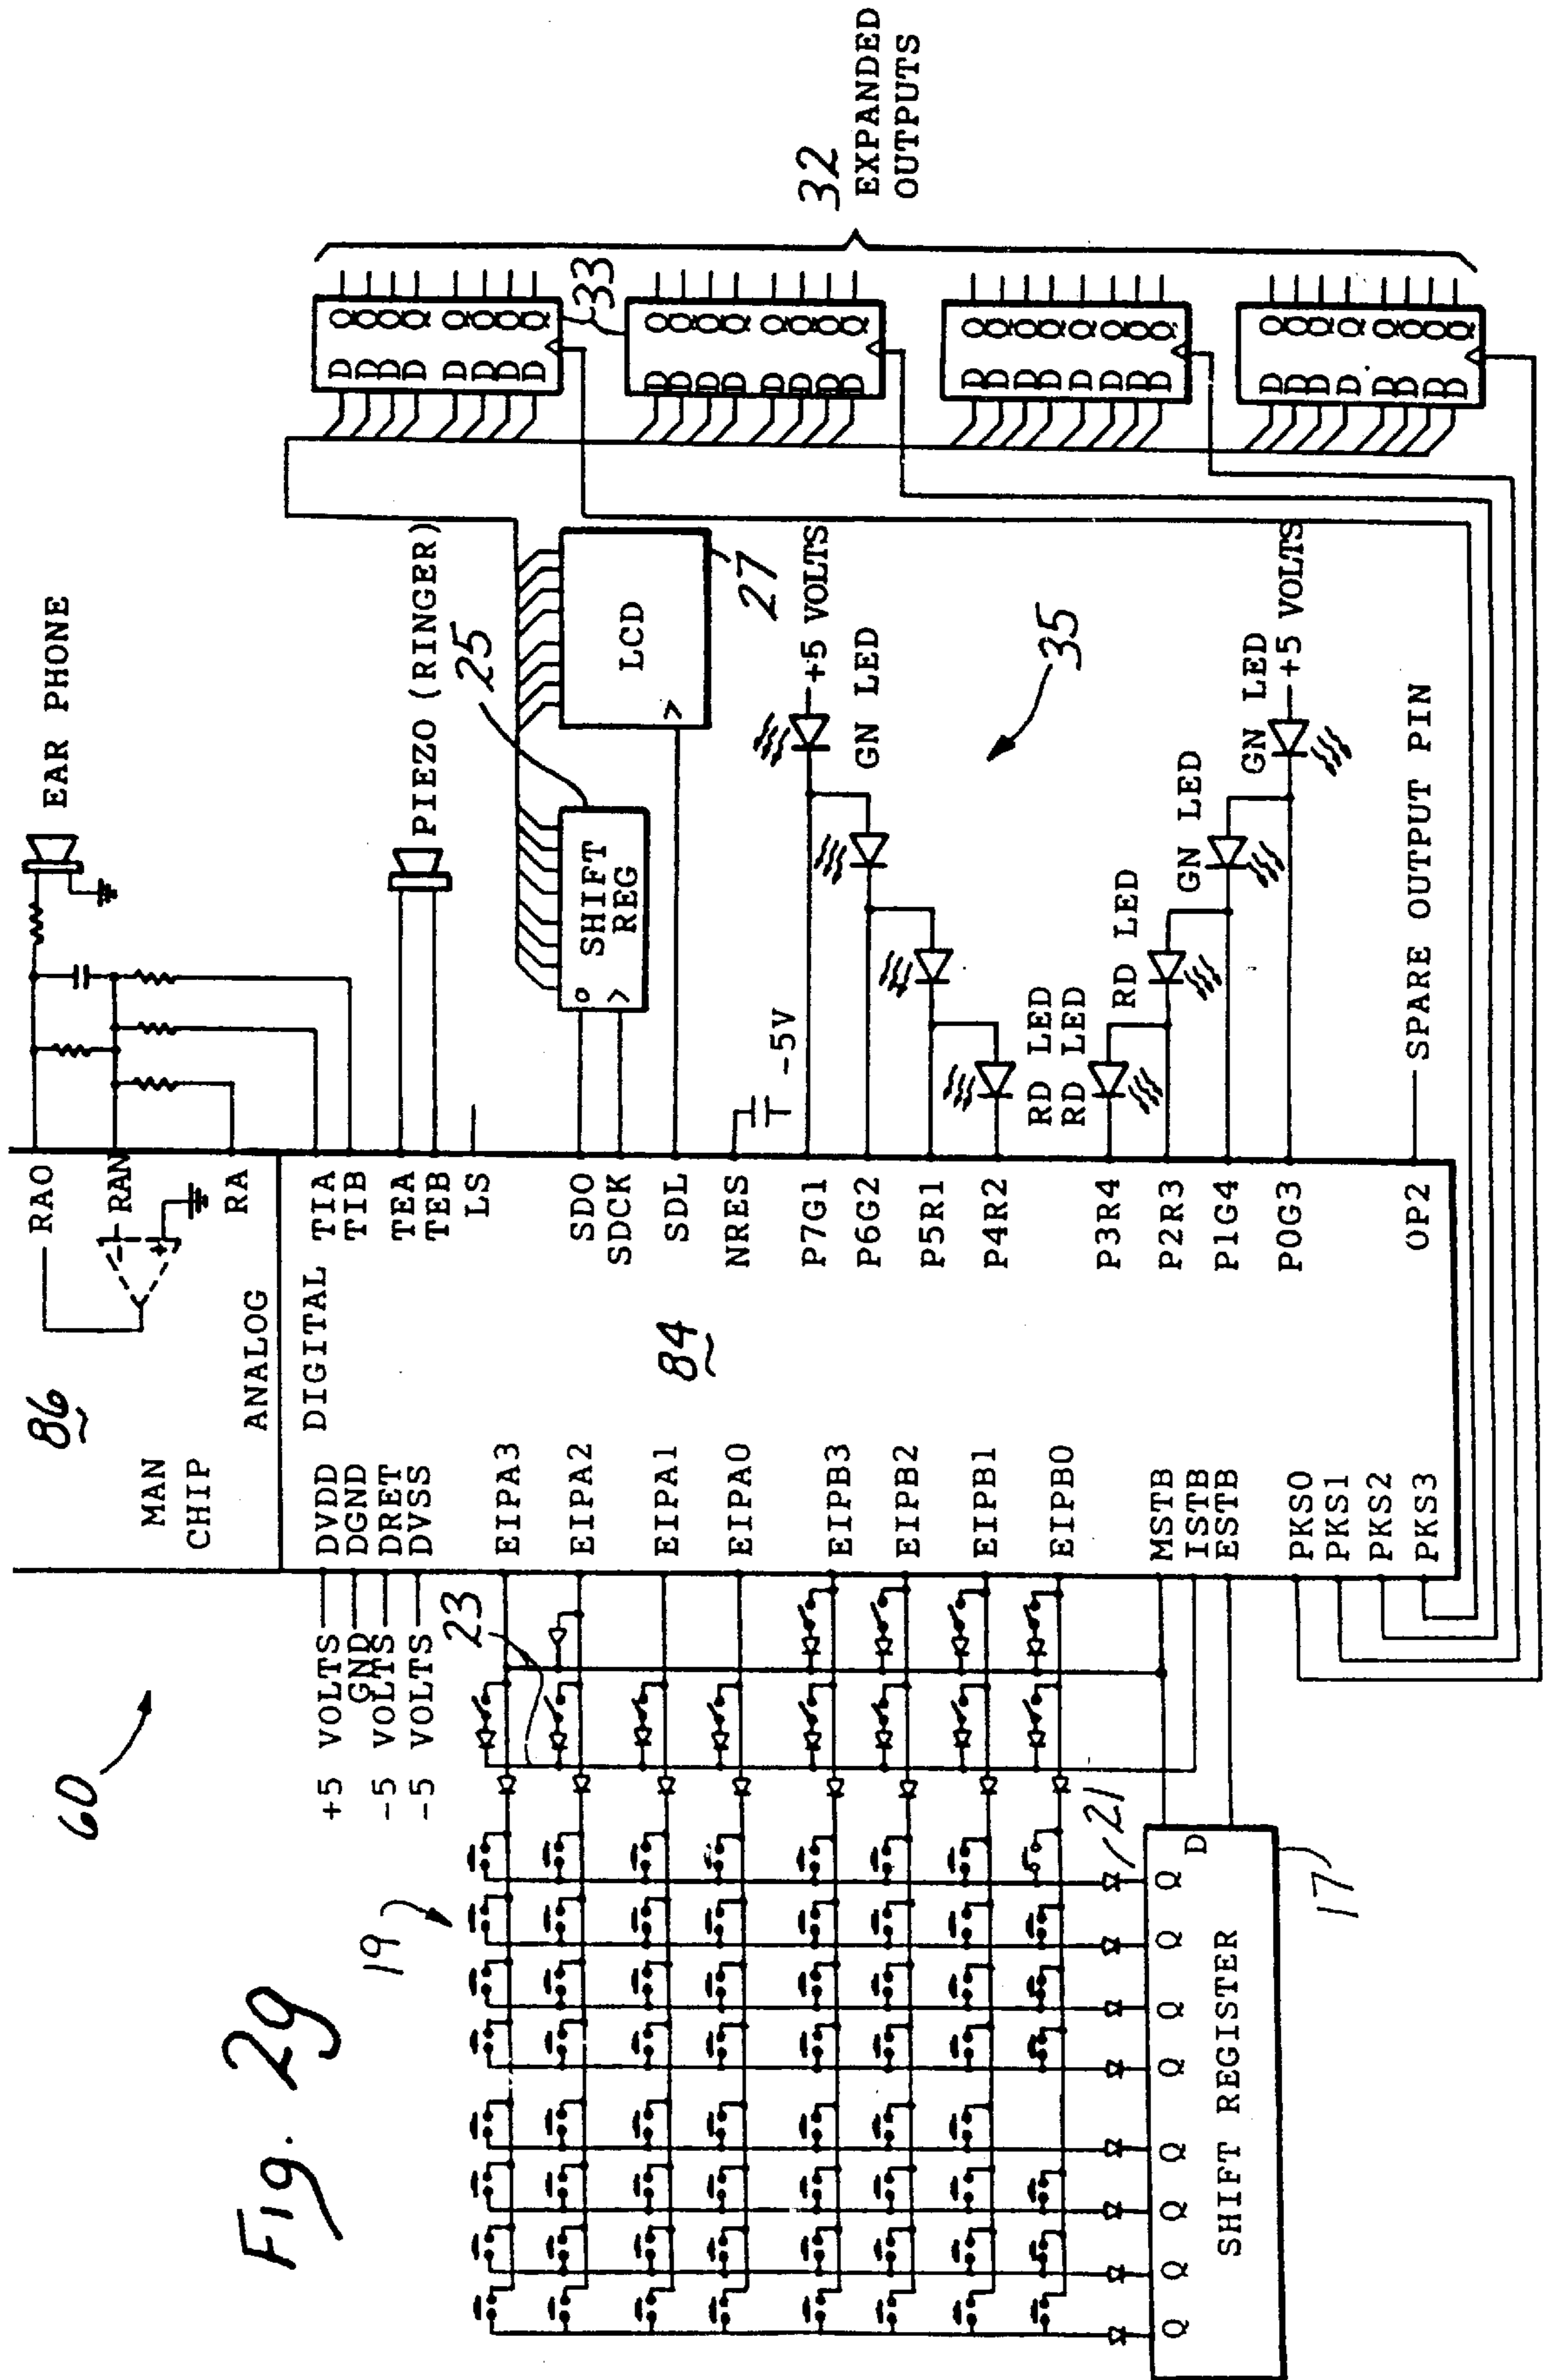 Fig. 2g
60
19
23
+5 VOLTS
GND
-5 VOLTS
-5 VOLTS
86
MAN
CHIP
ANALOG
DIGITAL
84
DVDD
DGND
DRET
DVSS
EIPA3
EIPA2
EIPA1
EIPA0
EIPB3
EIPB2
EIPB1
EIPB0
MSTB
ISTB
ESTB
PKS0
PKS1
PKS2
PKS3
21
Q Q Q Q Q Q Q Q D
SHIFT REGISTER
17
RAO
RAN
RA
TIA
TIB
TEA
TEB
LS
SDO
SDCK
SDL
NRES
P7G1
P6G2
P5R1
P4R2
P3R4
P2R3
P1G4
P0G3
OP2
EAR PHONE
PIEZO (RINGER)
25
SHIFT
REG
LCD
27
-5V
+5 VOLTS
GN LED
RD LED
RD LED
RD LED
GN LED
GN LED
+5 VOLTS
35
SPARE OUTPUT PIN
D D D D D D D D
Q Q Q Q Q Q Q Q
33
D D D D D D D D
Q Q Q Q Q Q Q Q
D D D D D D D D
Q Q Q Q Q Q Q Q
D D D D D D D D
Q Q Q Q Q Q Q Q
32
EXPANDED
OUTPUTS